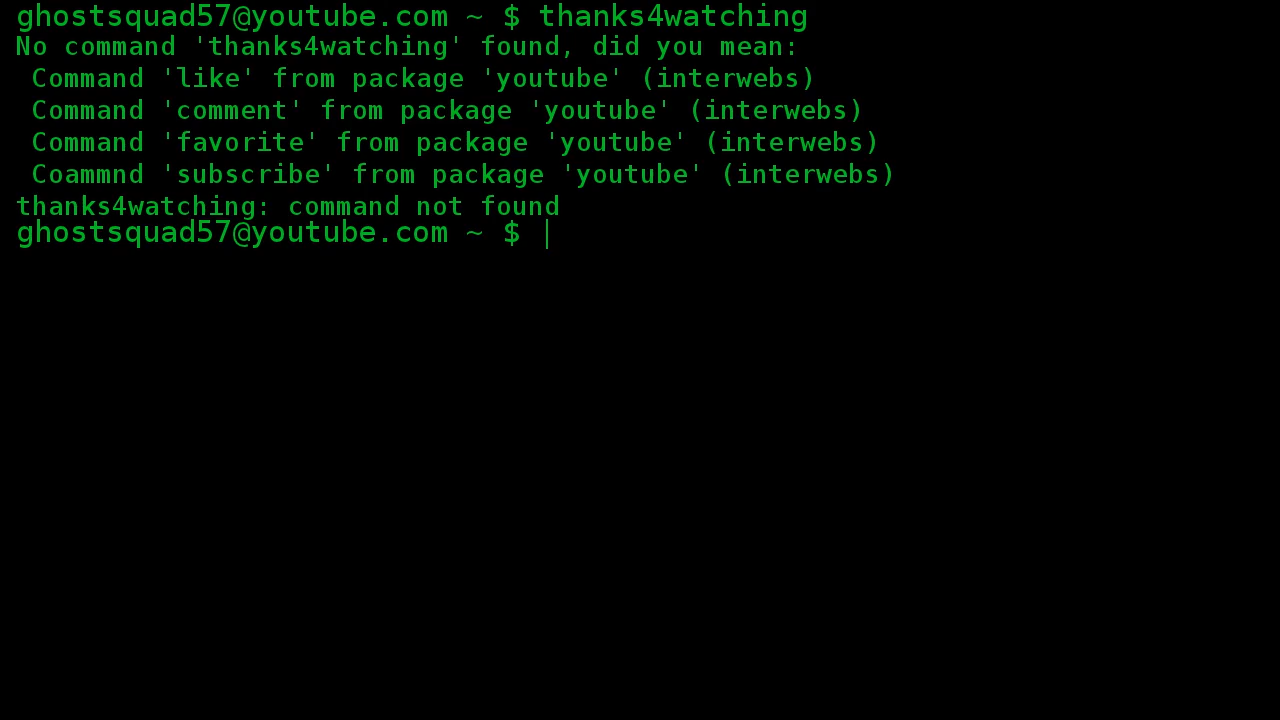 ghostsquad57@youtube.com ~ $ thanks4watching
No command 'thanks4watching' found, did you mean:
Command 'like' from package 'youtube' (interwebs)
Command 'comment' from package 'youtube' (interwebs)
Command 'favorite' from package 'youtube' (interwebs)
Coammnd 'subscribe' from package 'youtube' (interwebs)
thanks4watching: command not found
ghostsquad57@youtube.com ~ $